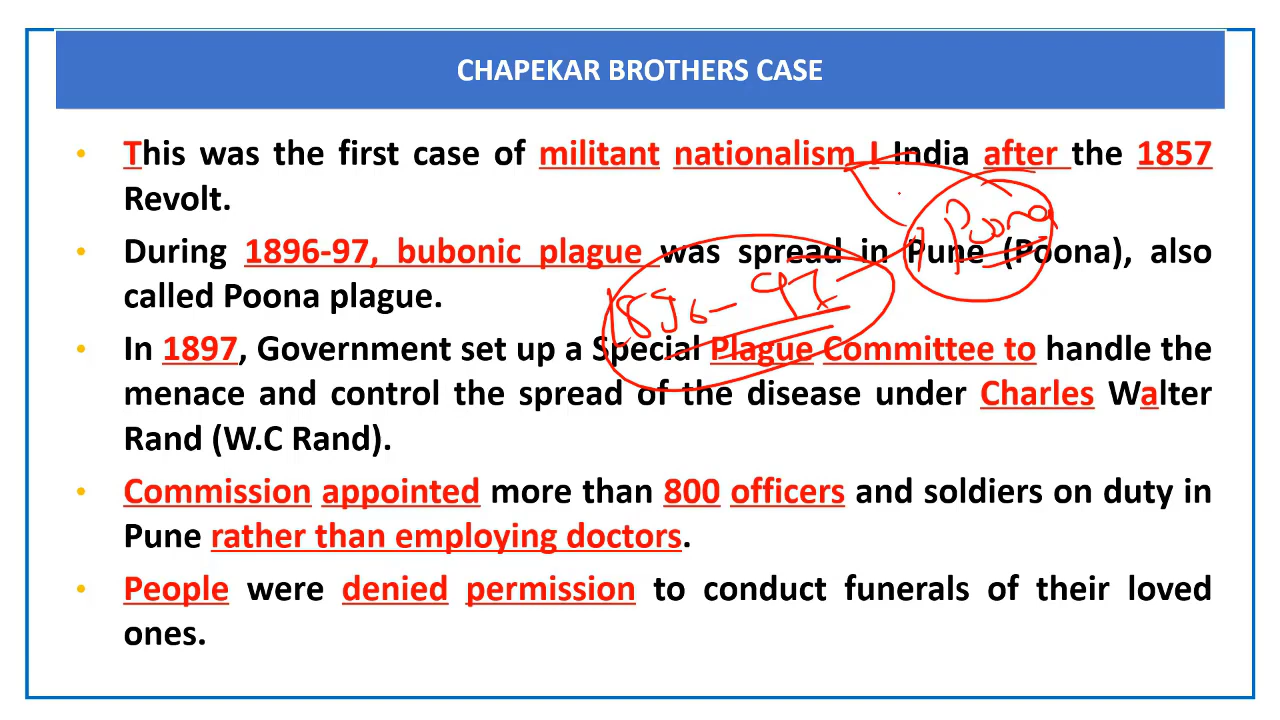 CHAPEKAR BROTHERS CASE
• This was the first case of militant nationalism I India after the 1857
Revolt.
• During 1896-97, bubonic plague was spread in Pune (Poona), also
called Poona plague.
Poona
1896-97
• In 1897, Government set up a Special Plague Committee to handle the
menace and control the spread of the disease under Charles Walter
Rand (W.C Rand).
• Commission appointed more than 800 officers and soldiers on duty in
Pune rather than employing doctors.
• People were denied permission to conduct funerals of their loved
ones.